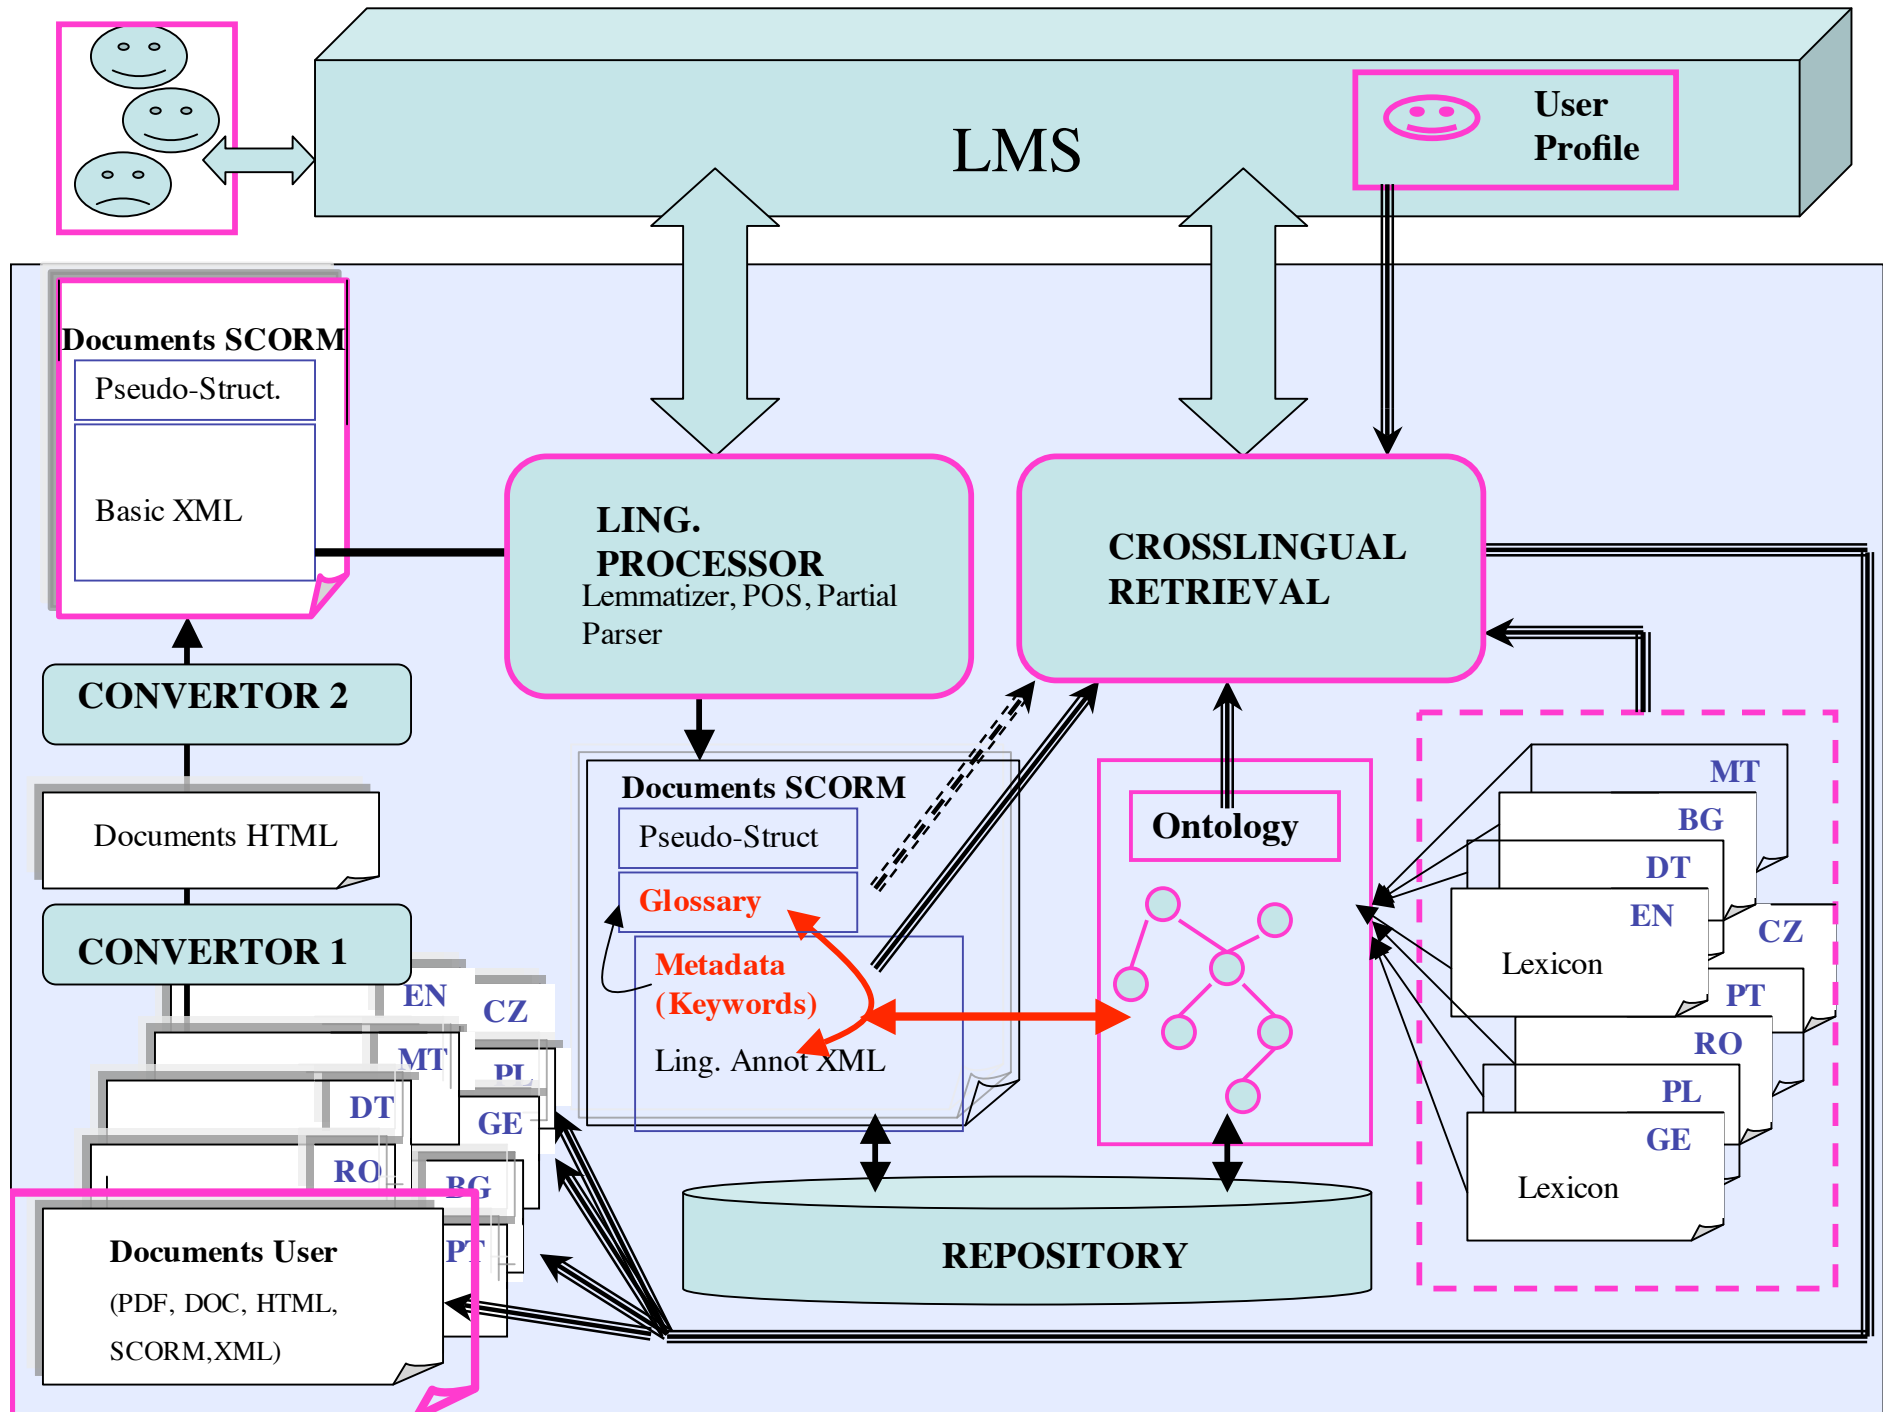 LMS
User
Profile
Documents SCORM
Pseudo-Struct.
Basic XML
LING.
PROCESSOR
Lemmatizer, POS, Partial
Parser
CROSSLINGUAL
RETRIEVAL
CONVERTOR 2
Documents HTML
CONVERTOR 1
Documents SCORM
Pseudo-Struct
Glossary
Metadata
(Keywords)
Ling. Annot XML
Ontology
MT
BG
DT
EN
Lexicon
CZ
PT
RO
PL
GE
Lexicon
EN
CZ
MT
PL
DT
GE
RO
BG
PT
Documents User
(PDF, DOC, HTML,
SCORM,XML)
REPOSITORY